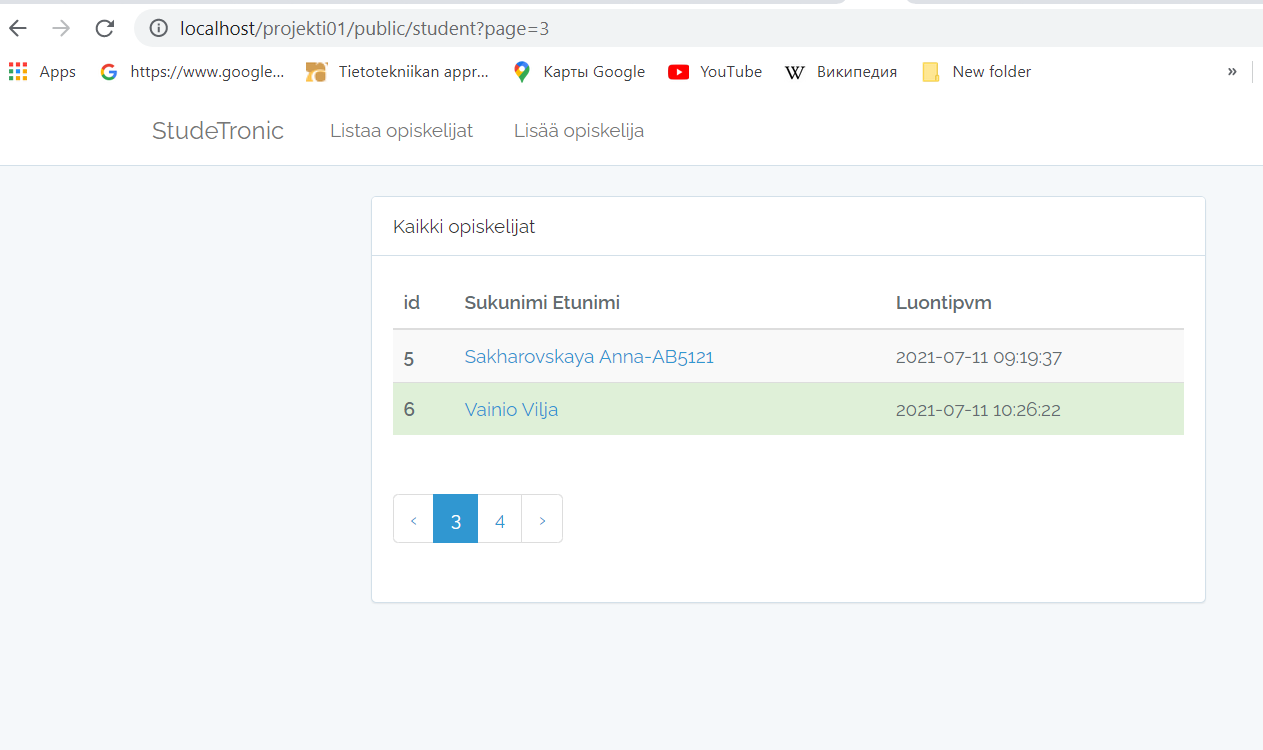 localhost/projekti01/public/student?page=3
Apps https://www.google... Tietotekniikan appr... Карты Google YouTube Википедия New folder »
StudeTronic Listaa opiskelijat Lisää opiskelija
Kaikki opiskelijat
id Sukunimi Etunimi Luontipvm
5 Sakharovskaya Anna-AB5121 2021-07-11 09:19:37
6 Vainio Vilja 2021-07-11 10:26:22
‹ 3 4 ›